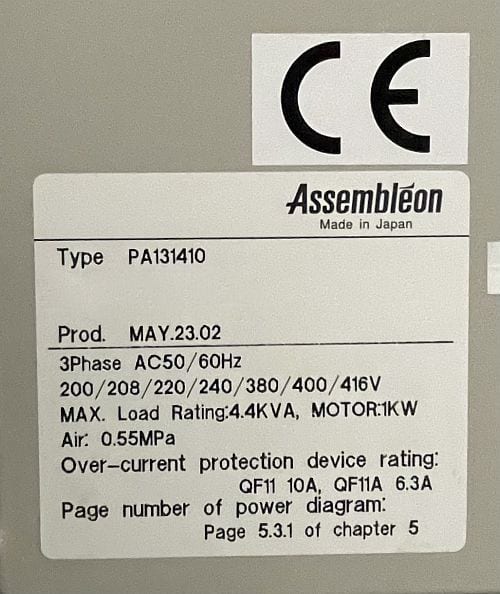 CE
Assembléon
Made in Japan
Type PA131410
Prod. MAY.23.02
3Phase AC50/60Hz
200/208/220/240/380/400/416V
MAX. Load Rating:4.4KVA, MOTOR:1KW
Air: 0.55MPa
Over-current protection device rating:
QF11 10A, QF11A 6.3A
Page number of power diagram:
Page 5.3.1 of chapter 5